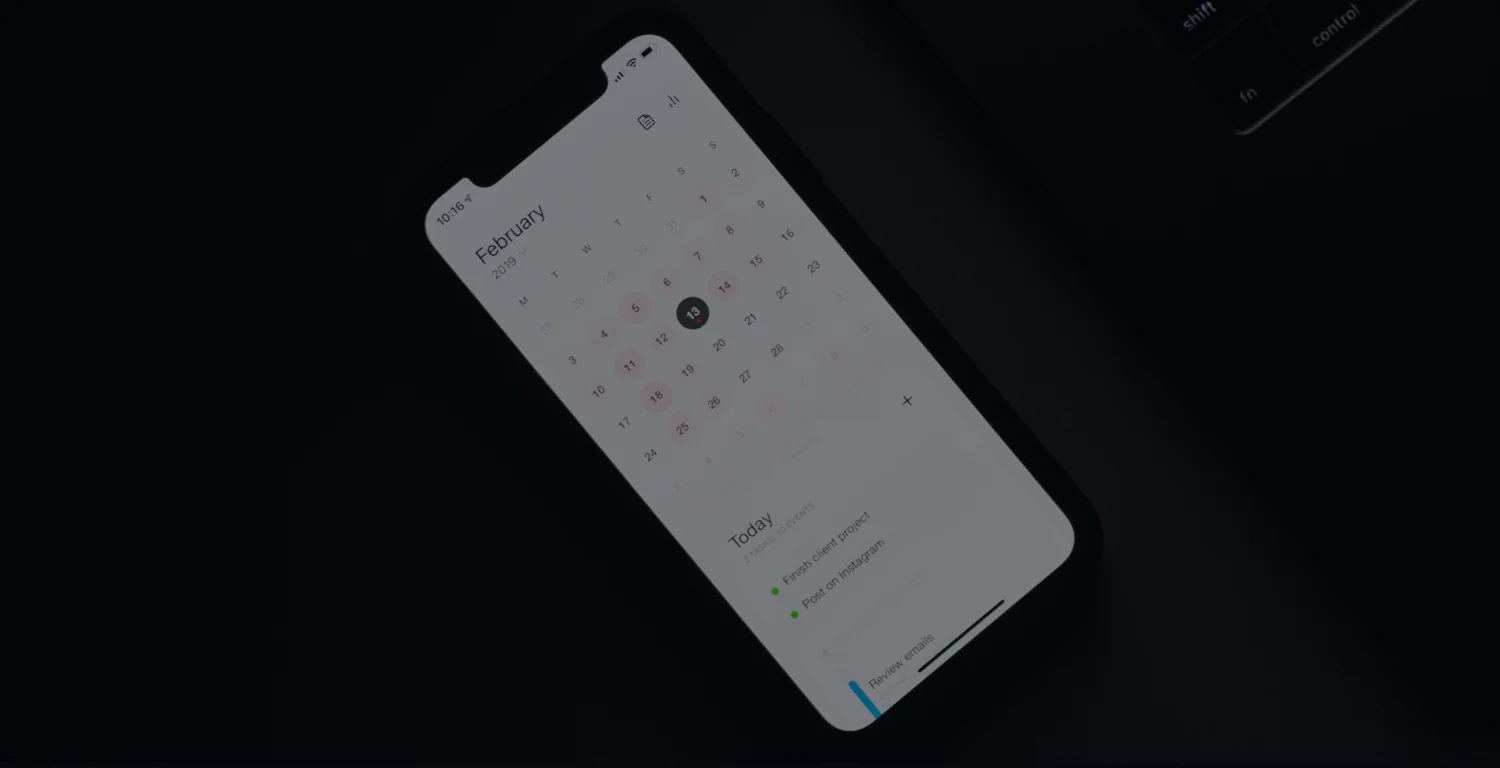 10:16
February
2019
M T W T F S S
27 28 29 30 31 1 2
3 4 5 6 7 8 9
10 11 12 13 14 15 16
17 18 19 20 21 22 23
24 25 26 27 28
Today
2 TASKS, 10 EVENTS
Finish client project
Post on Instagram
Review emails
shift
fn
control